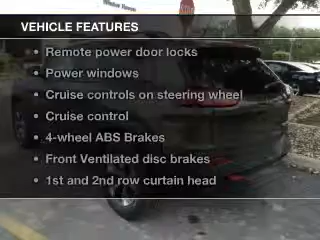 VEHICLE FEATURES
• Remote power door locks
• Power windows
• Cruise controls on steering wheel
• Cruise control
• 4-wheel ABS Brakes
• Front Ventilated disc brakes
• 1st and 2nd row curtain head